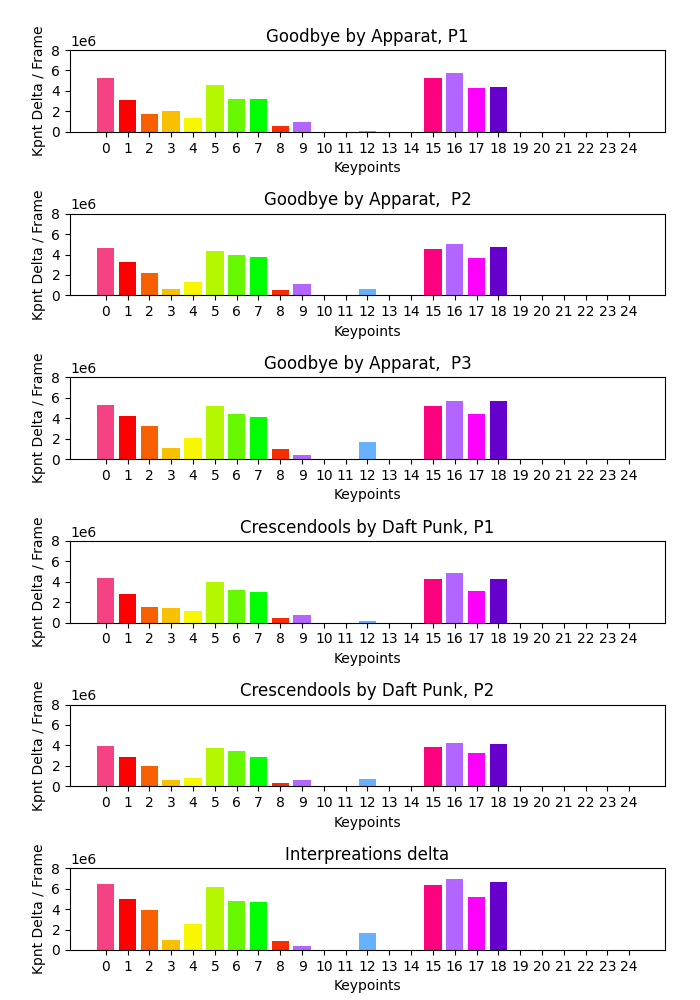 Goodbye by Apparat, P1
1e6
Kpnt Delta / Frame
8
6
4
2
0
0 1 2 3 4 5 6 7 8 9 10 11 12 13 14 15 16 17 18 19 20 21 22 23 24
Keypoints
Goodbye by Apparat,  P2
1e6
Kpnt Delta / Frame
8
6
4
2
0
0 1 2 3 4 5 6 7 8 9 10 11 12 13 14 15 16 17 18 19 20 21 22 23 24
Keypoints
Goodbye by Apparat,  P3
1e6
Kpnt Delta / Frame
8
6
4
2
0
0 1 2 3 4 5 6 7 8 9 10 11 12 13 14 15 16 17 18 19 20 21 22 23 24
Keypoints
Crescendools by Daft Punk, P1
1e6
Kpnt Delta / Frame
8
6
4
2
0
0 1 2 3 4 5 6 7 8 9 10 11 12 13 14 15 16 17 18 19 20 21 22 23 24
Keypoints
Crescendools by Daft Punk, P2
1e6
Kpnt Delta / Frame
8
6
4
2
0
0 1 2 3 4 5 6 7 8 9 10 11 12 13 14 15 16 17 18 19 20 21 22 23 24
Keypoints
Interpreations delta
1e6
Kpnt Delta / Frame
8
6
4
2
0
0 1 2 3 4 5 6 7 8 9 10 11 12 13 14 15 16 17 18 19 20 21 22 23 24
Keypoints